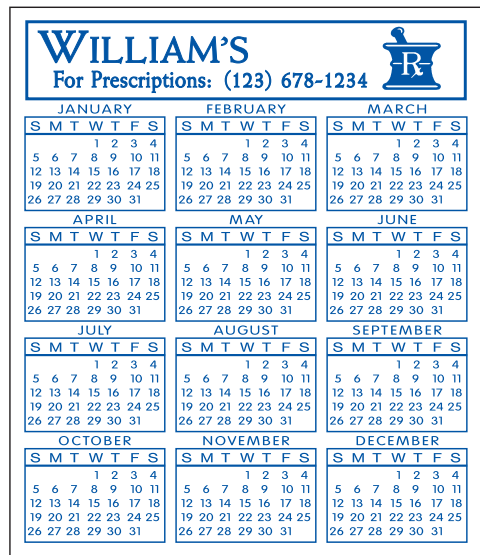 WILLIAM'S
For Prescriptions: (123) 678-1234
R
JANUARY FEBRUARY MARCH
S M T W T F S S M T W T F S S M T W T F S
1 2 3 4 1 2 3 4 1 2 3 4
5 6 7 8 9 10 11 5 6 7 8 9 10 11 5 6 7 8 9 10 11
12 13 14 15 16 17 18 12 13 14 15 16 17 18 12 13 14 15 16 17 18
19 20 21 22 23 24 25 19 20 21 22 23 24 25 19 20 21 22 23 24 25
26 27 28 29 30 31 26 27 28 29 30 31 26 27 28 29 30 31
APRIL MAY JUNE
S M T W T F S S M T W T F S S M T W T F S
1 2 3 4 1 2 3 4 1 2 3 4
5 6 7 8 9 10 11 5 6 7 8 9 10 11 5 6 7 8 9 10 11
12 13 14 15 16 17 18 12 13 14 15 16 17 18 12 13 14 15 16 17 18
19 20 21 22 23 24 25 19 20 21 22 23 24 25 19 20 21 22 23 24 25
26 27 28 29 30 31 26 27 28 29 30 31 26 27 28 29 30 31
JULY AUGUST SEPTEMBER
S M T W T F S S M T W T F S S M T W T F S
1 2 3 4 1 2 3 4 1 2 3 4
5 6 7 8 9 10 11 5 6 7 8 9 10 11 5 6 7 8 9 10 11
12 13 14 15 16 17 18 12 13 14 15 16 17 18 12 13 14 15 16 17 18
19 20 21 22 23 24 25 19 20 21 22 23 24 25 19 20 21 22 23 24 25
26 27 28 29 30 31 26 27 28 29 30 31 26 27 28 29 30 31
OCTOBER NOVEMBER DECEMBER
S M T W T F S S M T W T F S S M T W T F S
1 2 3 4 1 2 3 4 1 2 3 4
5 6 7 8 9 10 11 5 6 7 8 9 10 11 5 6 7 8 9 10 11
12 13 14 15 16 17 18 12 13 14 15 16 17 18 12 13 14 15 16 17 18
19 20 21 22 23 24 25 19 20 21 22 23 24 25 19 20 21 22 23 24 25
26 27 28 29 30 31 26 27 28 29 30 31 26 27 28 29 30 31